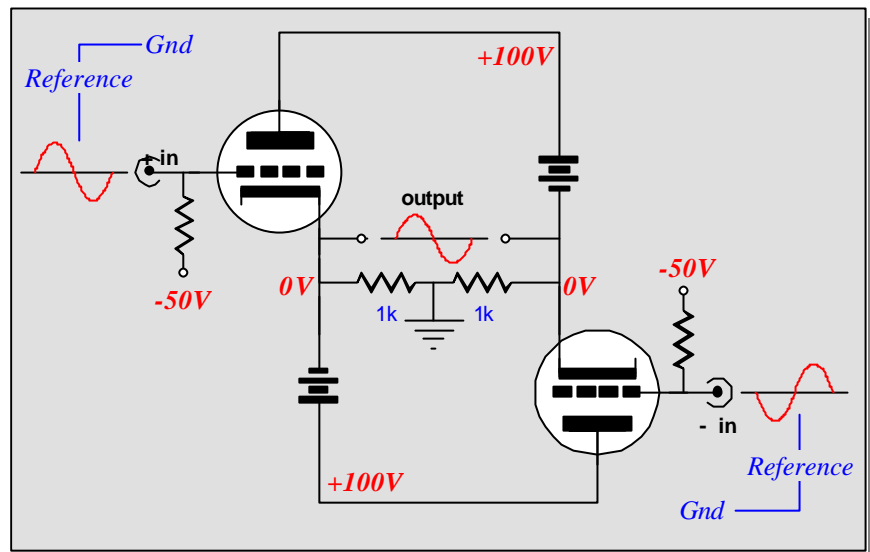 Gnd
+100V
Reference
+ in
output
-50V
0V
0V
-50V
1k
1k
- in
Reference
+100V
Gnd